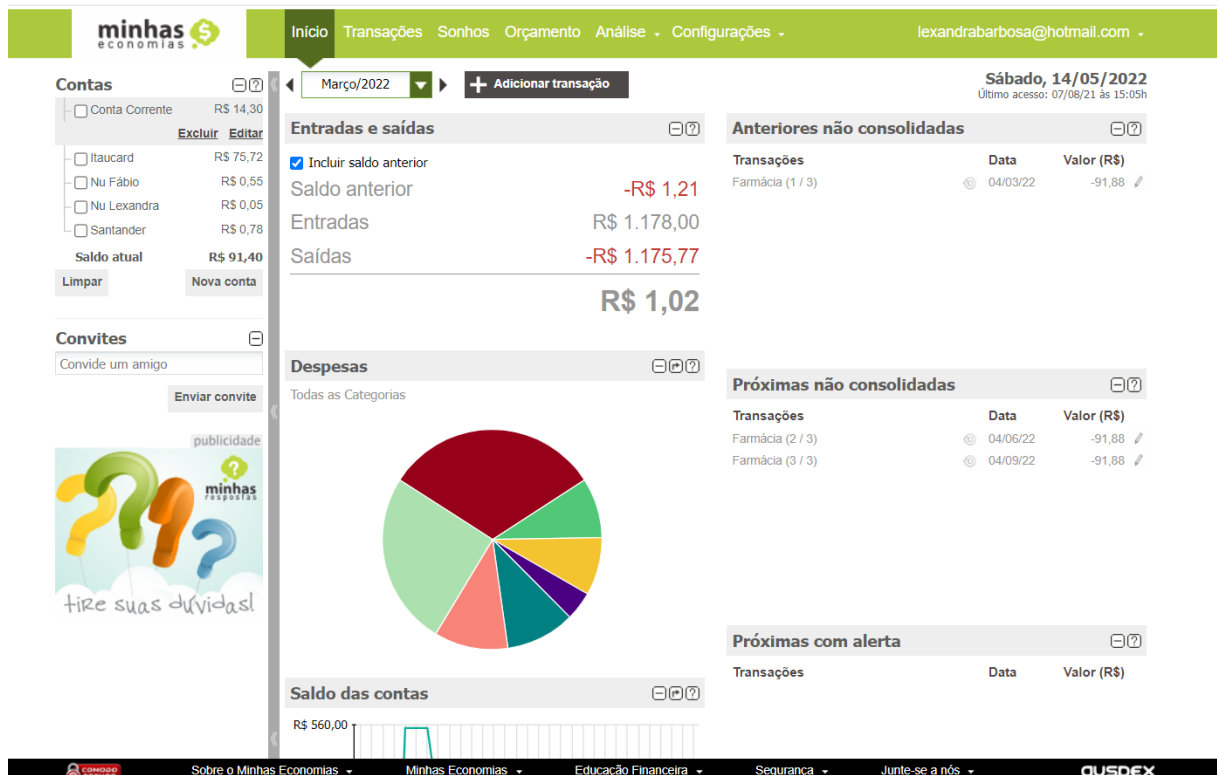 minhas
economias
Início Transações Sonhos Orçamento Análise Configurações
lexandrabarbosa@hotmail.com
Contas
Conta Corrente R$ 14,30
Excluir Editar
Itaucard R$ 75,72
Nu Fábio R$ 0,55
Nu Lexandra R$ 0,05
Santander R$ 0,78
Saldo atual R$ 91,40
Limpar Nova conta
Convites
Convide um amigo
Enviar convite
publicidade
minhas
respostas
tire suas dúvidas!
Março/2022
Adicionar transação
Sábado, 14/05/2022
Último acesso: 07/08/21 às 15:05h
Entradas e saídas
Incluir saldo anterior
Saldo anterior -R$ 1,21
Entradas R$ 1.178,00
Saídas -R$ 1.175,77
R$ 1,02
Despesas
Todas as Categorias
Saldo das contas
R$ 560,00
Anteriores não consolidadas
Transações Data Valor (R$)
Farmácia (1 / 3) 04/03/22 -91,88
Próximas não consolidadas
Transações Data Valor (R$)
Farmácia (2 / 3) 04/06/22 -91,88
Farmácia (3 / 3) 04/09/22 -91,88
Próximas com alerta
Transações Data Valor (R$)
COMODO
Sobre o Minhas Economias Minhas Economias Educação Financeira Segurança Junte-se a nós